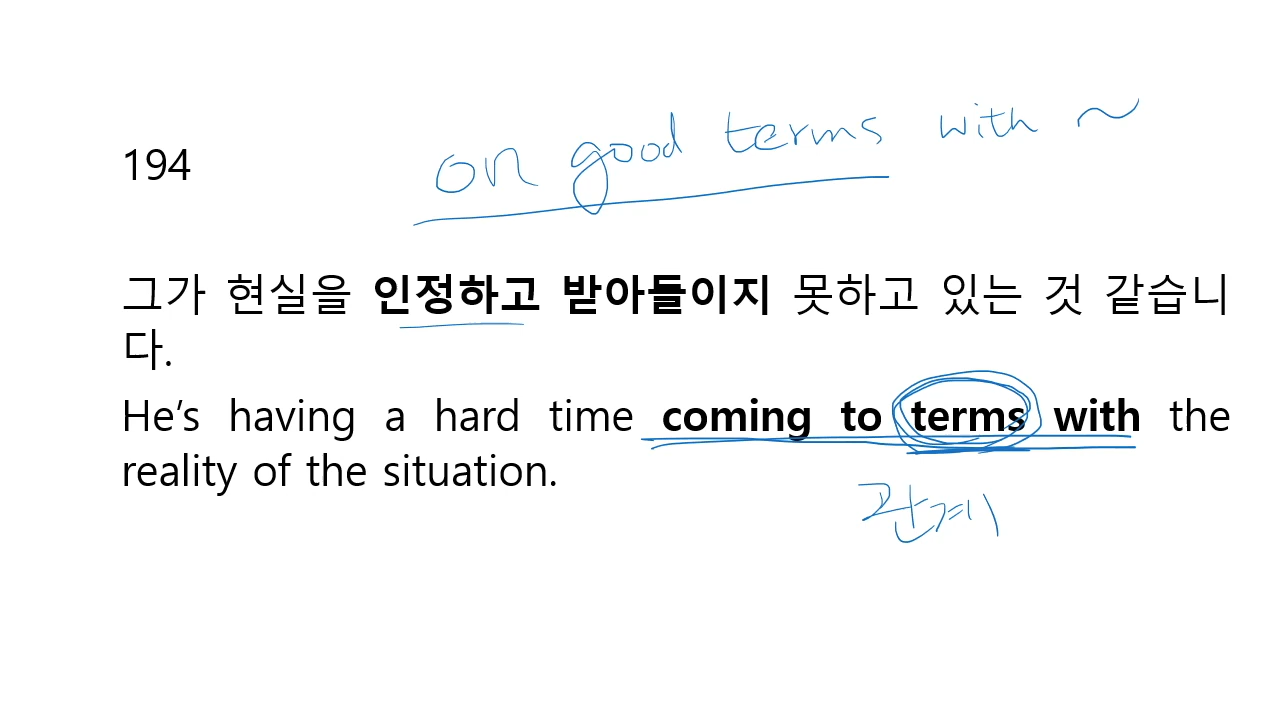 on good terms with ~
194
그가 현실을 인정하고 받아들이지 못하고 있는 것 같습니
다.
He's having a hard time coming to terms with the
reality of the situation.
관계